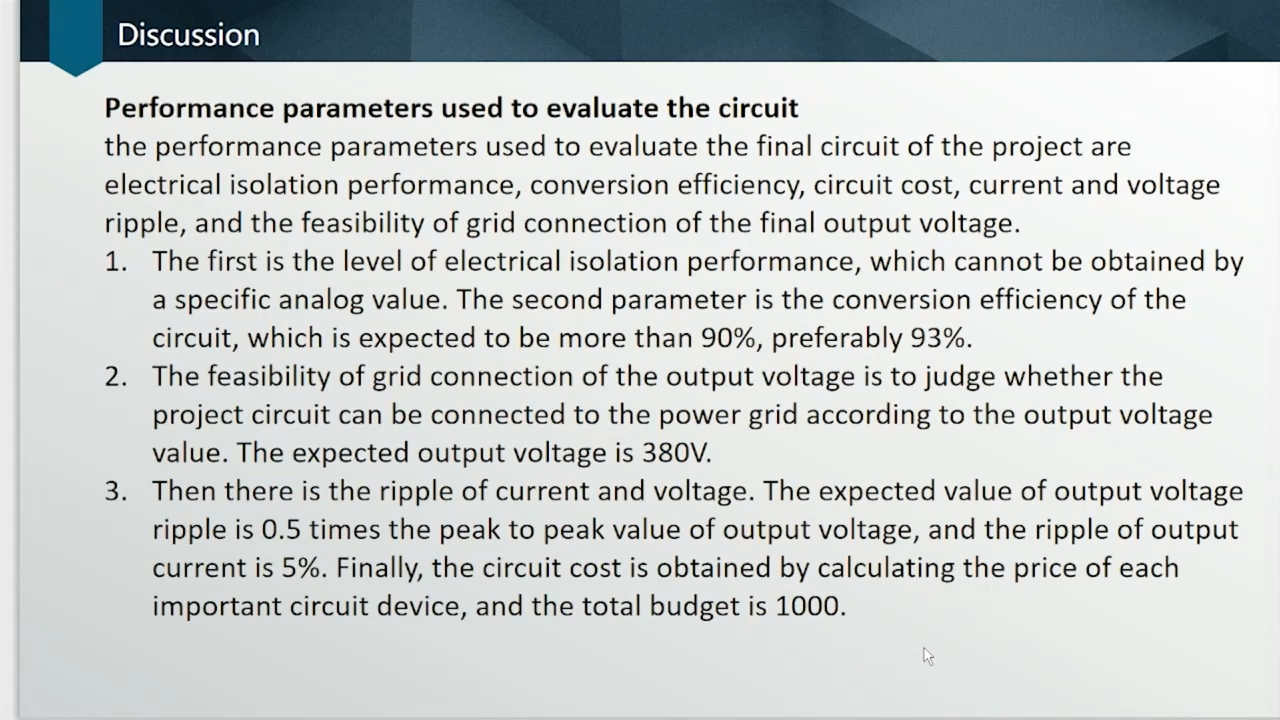 Discussion
Performance parameters used to evaluate the circuit
the performance parameters used to evaluate the final circuit of the project are
electrical isolation performance, conversion efficiency, circuit cost, current and voltage
ripple, and the feasibility of grid connection of the final output voltage.
1. The first is the level of electrical isolation performance, which cannot be obtained by
a specific analog value. The second parameter is the conversion efficiency of the
circuit, which is expected to be more than 90%, preferably 93%.
2. The feasibility of grid connection of the output voltage is to judge whether the
project circuit can be connected to the power grid according to the output voltage
value. The expected output voltage is 380V.
3. Then there is the ripple of current and voltage. The expected value of output voltage
ripple is 0.5 times the peak to peak value of output voltage, and the ripple of output
current is 5%. Finally, the circuit cost is obtained by calculating the price of each
important circuit device, and the total budget is 1000.